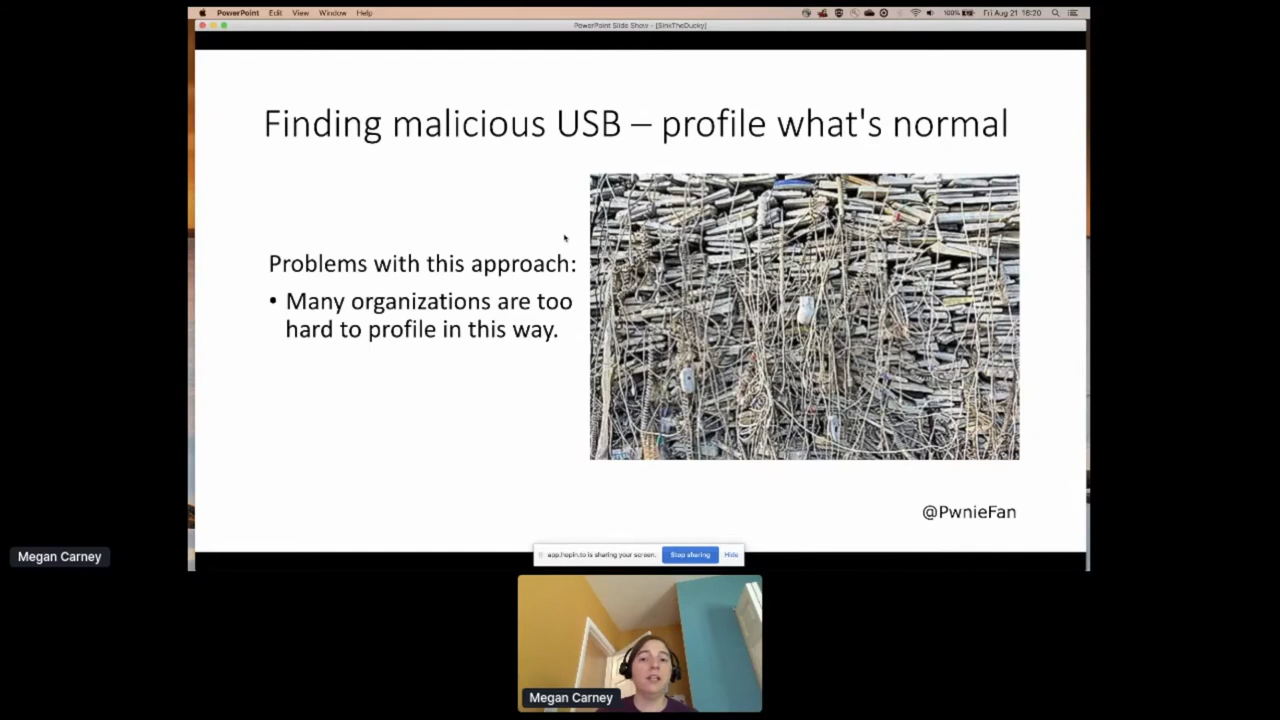 PowerPoint Edit View Window Help
100% Fri Aug 21 16:20
PowerPoint Slide Show - [SinkTheDucky]
Finding malicious USB – profile what's normal
Problems with this approach:
• Many organizations are too
hard to profile in this way.
@PwnieFan
Megan Carney
app.hopin.to is sharing your screen. Stop sharing Hide
Megan Carney